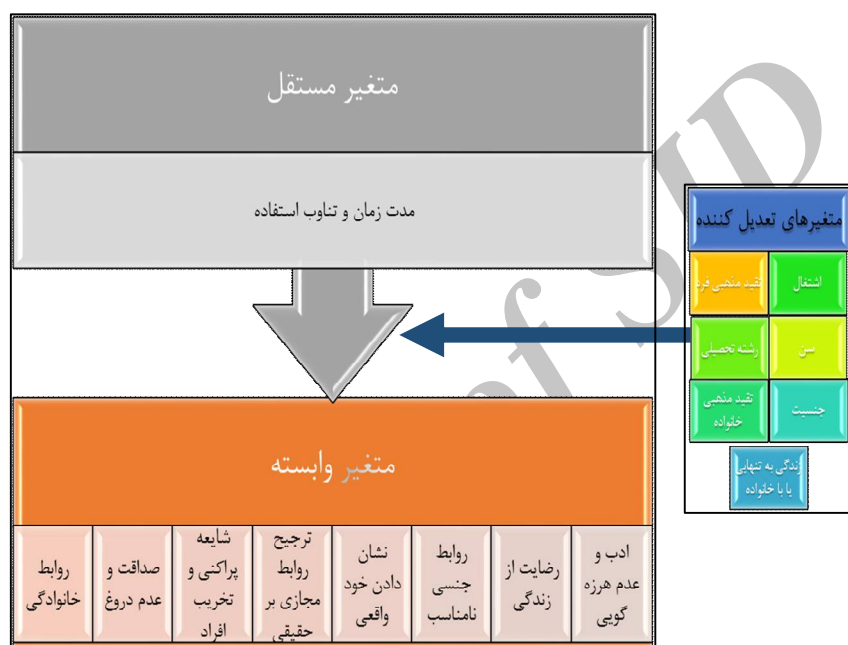 متغیر مستقل
مدت زمان و تناوب استفاده
متغیرهای تعدیل کننده
اشتغال
تقید مذهبی فرد
سن
رشته تحصیلی
جنسیت
تقید مذهبی
خانواده
زندگی به تنهایی
یا با خانواده
متغیر وابسته
ادب و
عدم هرزه
گویی
رضایت از
زندگی
روابط
جنسی
نامناسب
نشان
دادن خود
واقعی
ترجیح
روابط
مجازی بر
حقیقی
شایعه
پراکنی و
تخریب
افراد
صداقت و
عدم دروغ
روابط
خانوادگی
of SID